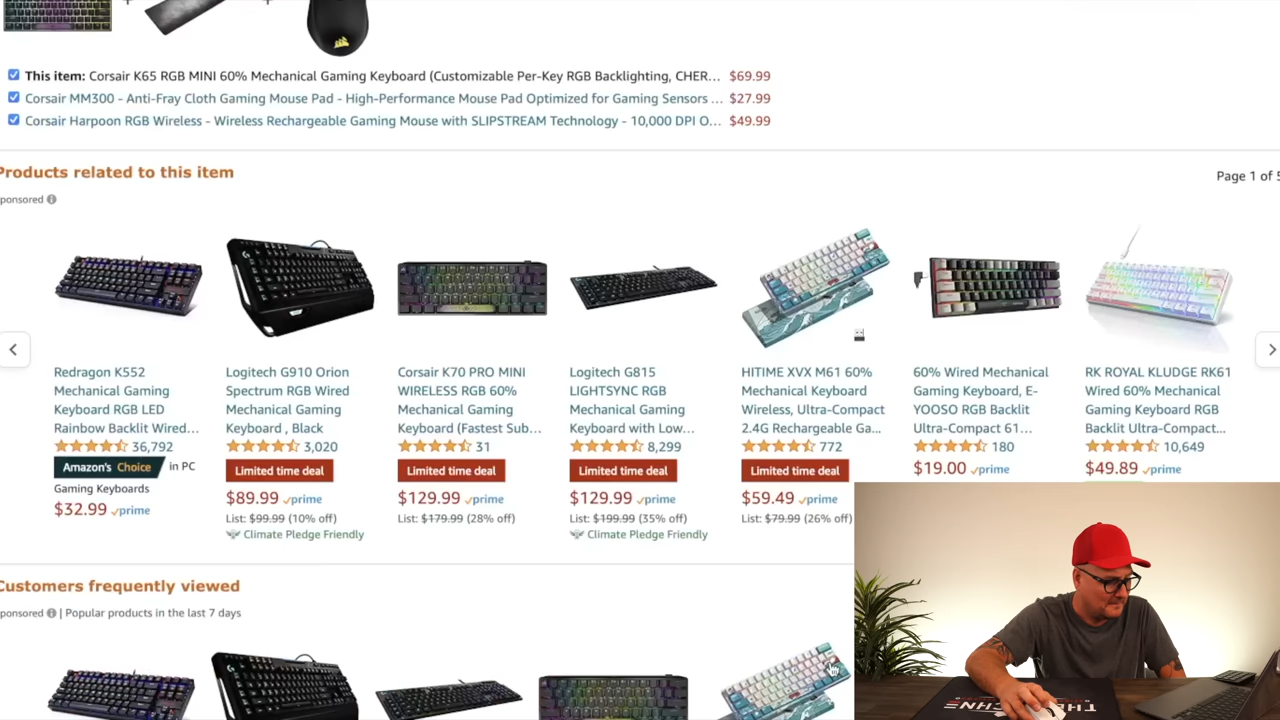 This item: Corsair K65 RGB MINI 60% Mechanical Gaming Keyboard (Customizable Per-Key RGB Backlighting, CHER... $69.99
Corsair MM300 - Anti-Fray Cloth Gaming Mouse Pad - High-Performance Mouse Pad Optimized for Gaming Sensors ... $27.99
Corsair Harpoon RGB Wireless - Wireless Rechargeable Gaming Mouse with SLIPSTREAM Technology - 10,000 DPI O... $49.99
Products related to this item
Page 1 of 5
ponsored
Redragon K552
Mechanical Gaming
Keyboard RGB LED
Rainbow Backlit Wired...
36,792
Amazon's Choice in PC
Gaming Keyboards
$32.99 prime
Logitech G910 Orion
Spectrum RGB Wired
Mechanical Gaming
Keyboard , Black
3,020
Limited time deal
$89.99 prime
List: $99.99 (10% off)
Climate Pledge Friendly
Corsair K70 PRO MINI
WIRELESS RGB 60%
Mechanical Gaming
Keyboard (Fastest Sub...
31
Limited time deal
$129.99 prime
List: $179.99 (28% off)
Logitech G815
LIGHTSYNC RGB
Mechanical Gaming
Keyboard with Low...
8,299
Limited time deal
$129.99 prime
List: $199.99 (35% off)
Climate Pledge Friendly
HITIME XVX M61 60%
Mechanical Keyboard
Wireless, Ultra-Compact
2.4G Rechargeable Ga...
772
Limited time deal
$59.49 prime
List: $79.99 (26% off)
60% Wired Mechanical
Gaming Keyboard, E-
YOOSO RGB Backlit
Ultra-Compact 61...
180
$19.00 prime
RK ROYAL KLUDGE RK61
Wired 60% Mechanical
Gaming Keyboard RGB
Backlit Ultra-Compact...
10,649
$49.89 prime
Customers frequently viewed
ponsored | Popular products in the last 7 days